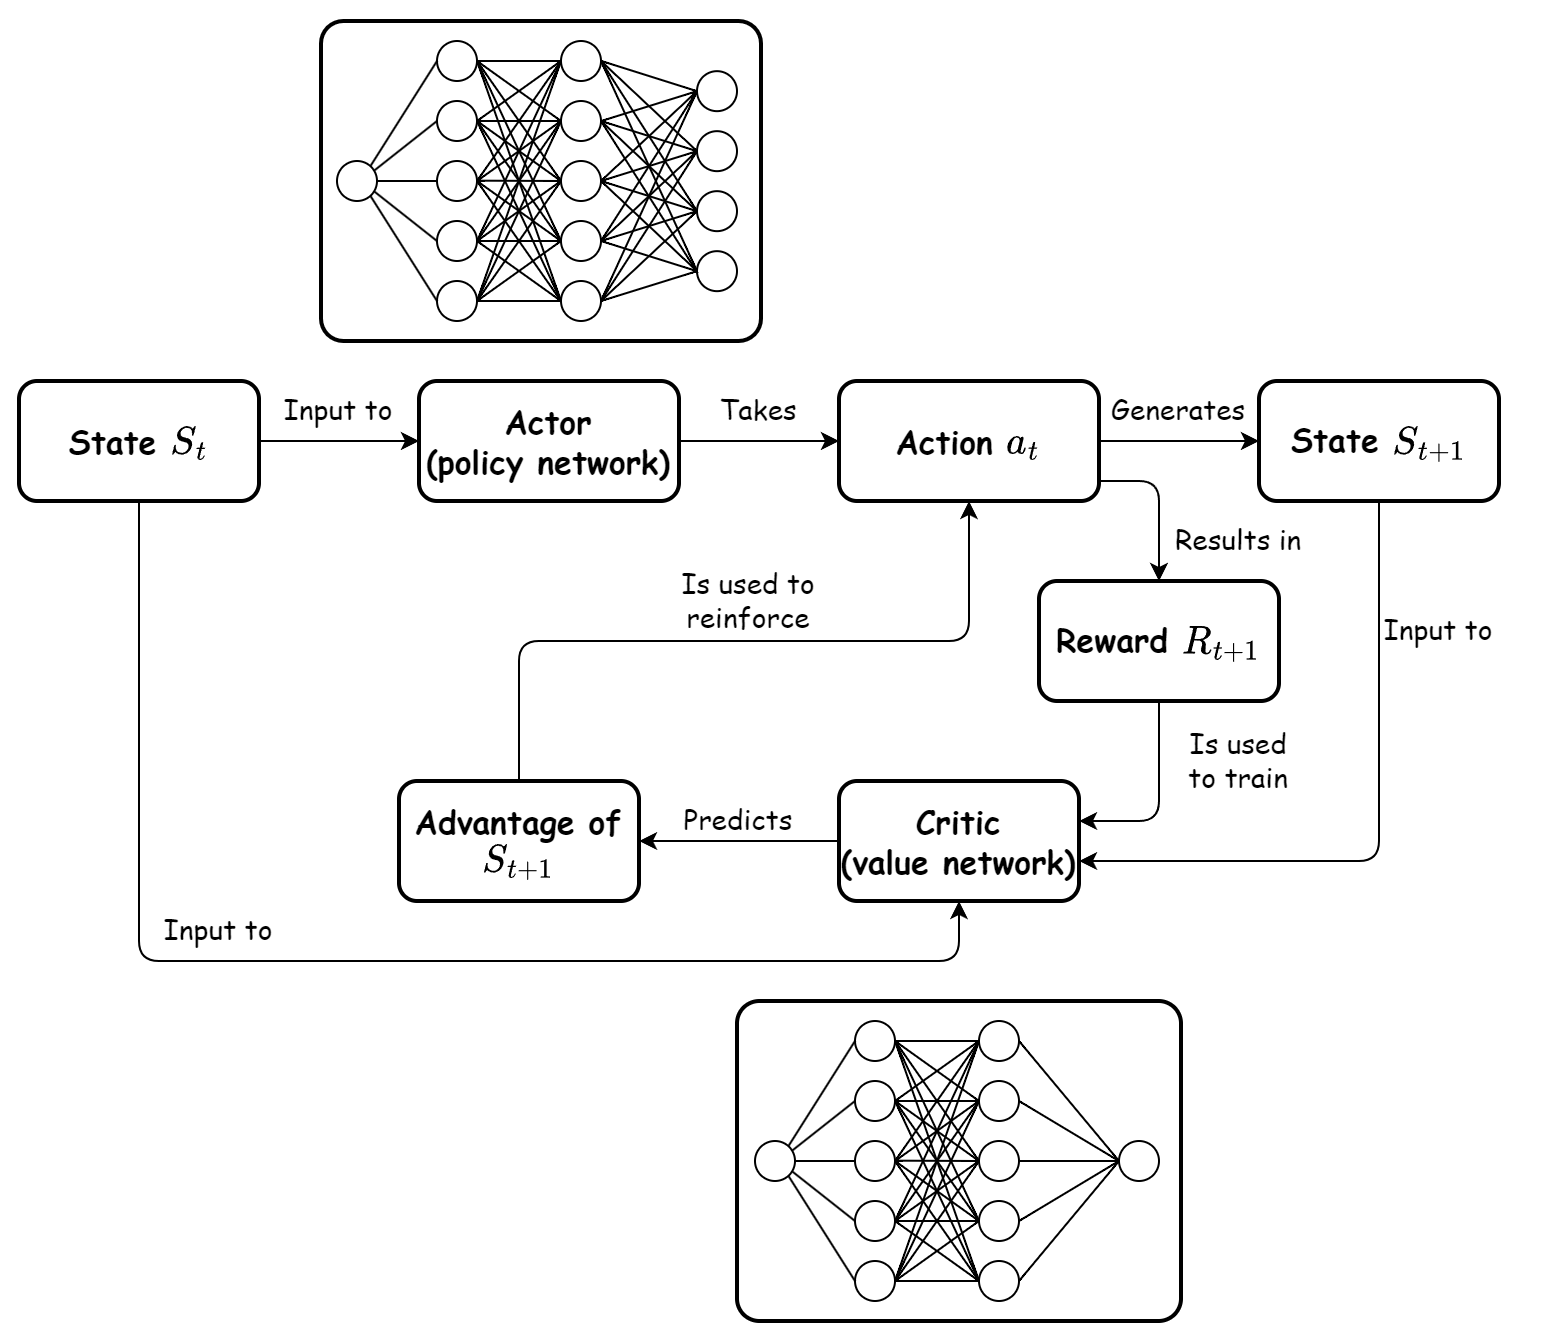 State S_t
Input to
Actor
(policy network)
Takes
Action a_t
Generates
State S_{t+1}
Results in
Is used to
reinforce
Reward R_{t+1}
Input to
Is used
to train
Advantage of
S_{t+1}
Predicts
Critic
(value network)
Input to